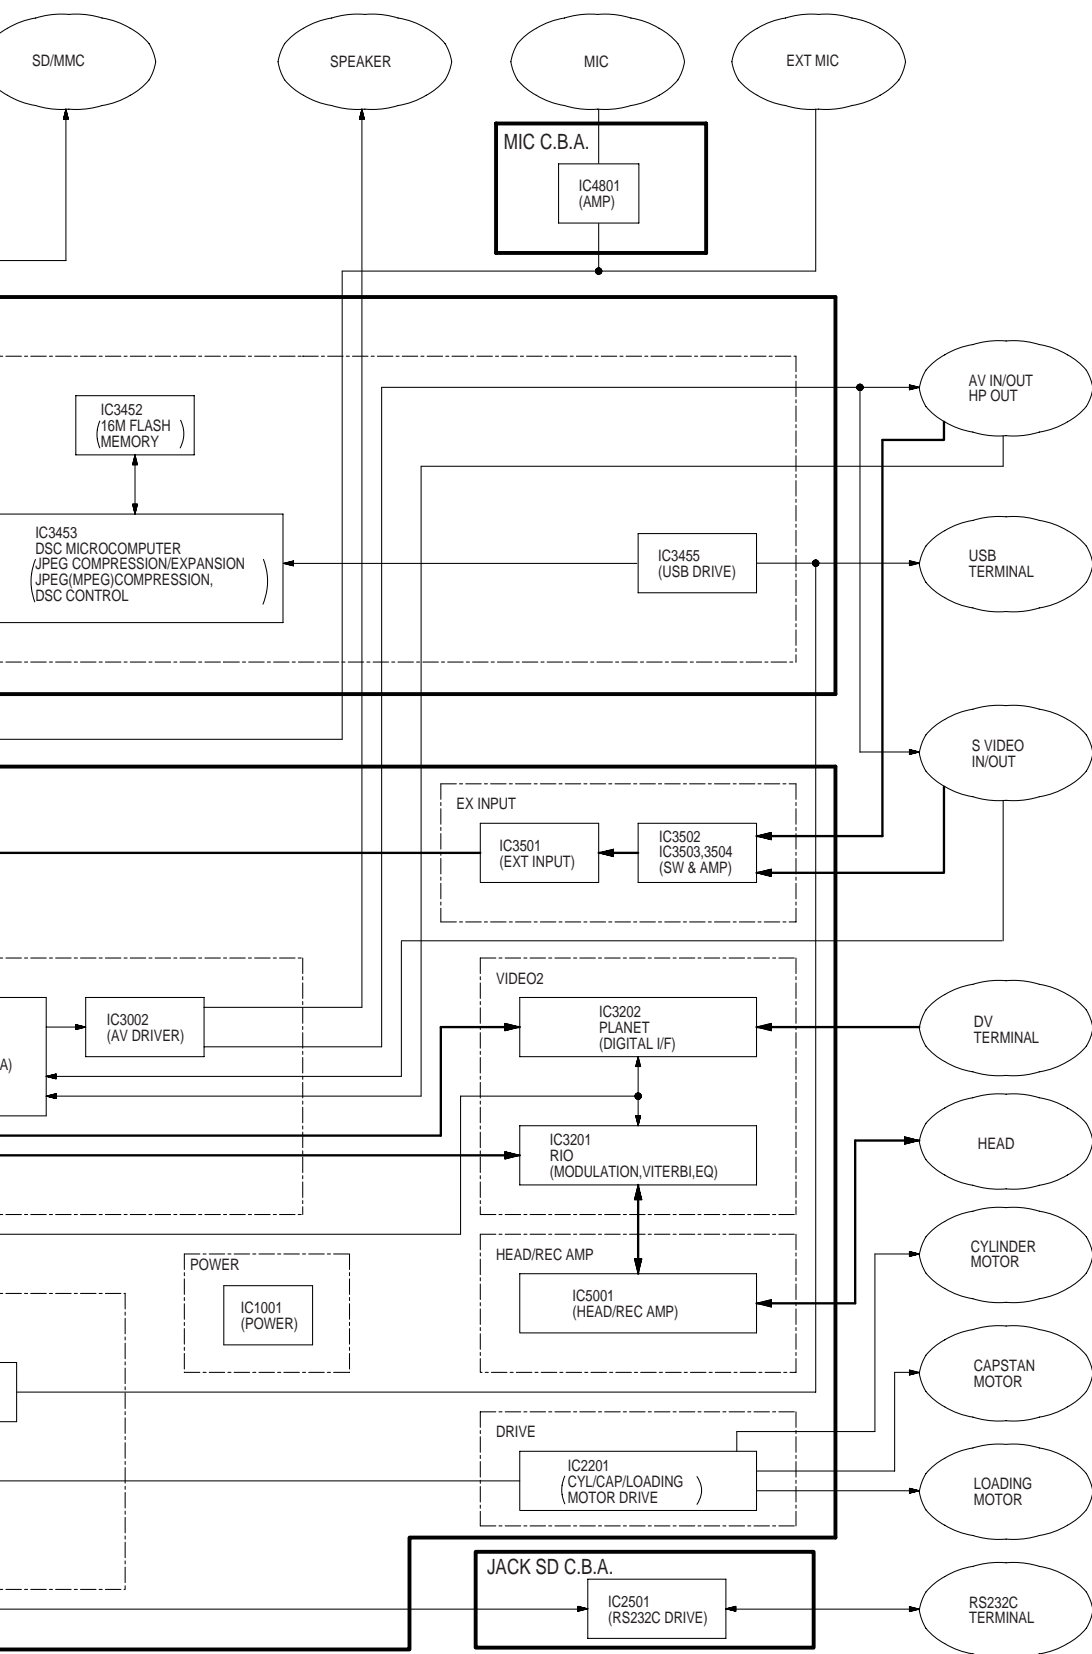 SD/MMC
SPEAKER
MIC
EXT MIC
MIC C.B.A.
IC4801
(AMP)
AV IN/OUT
HP OUT
IC3452
(16M FLASH
MEMORY)
IC3453
DSC MICROCOMPUTER
(JPEG COMPRESSION/EXPANSION
JPEG(MPEG)COMPRESSION,
DSC CONTROL)
IC3455
(USB DRIVE)
USB
TERMINAL
S VIDEO
IN/OUT
EX INPUT
IC3501
(EXT INPUT)
IC3502
IC3503,3504
(SW & AMP)
VIDEO2
IC3002
(AV DRIVER)
A)
IC3202
PLANET
(DIGITAL I/F)
DV
TERMINAL
IC3201
RIO
(MODULATION,VITERBI,EQ)
HEAD
POWER
IC1001
(POWER)
HEAD/REC AMP
IC5001
(HEAD/REC AMP)
CYLINDER
MOTOR
CAPSTAN
MOTOR
DRIVE
IC2201
(CYL/CAP/LOADING
MOTOR DRIVE)
LOADING
MOTOR
JACK SD C.B.A.
IC2501
(RS232C DRIVE)
RS232C
TERMINAL